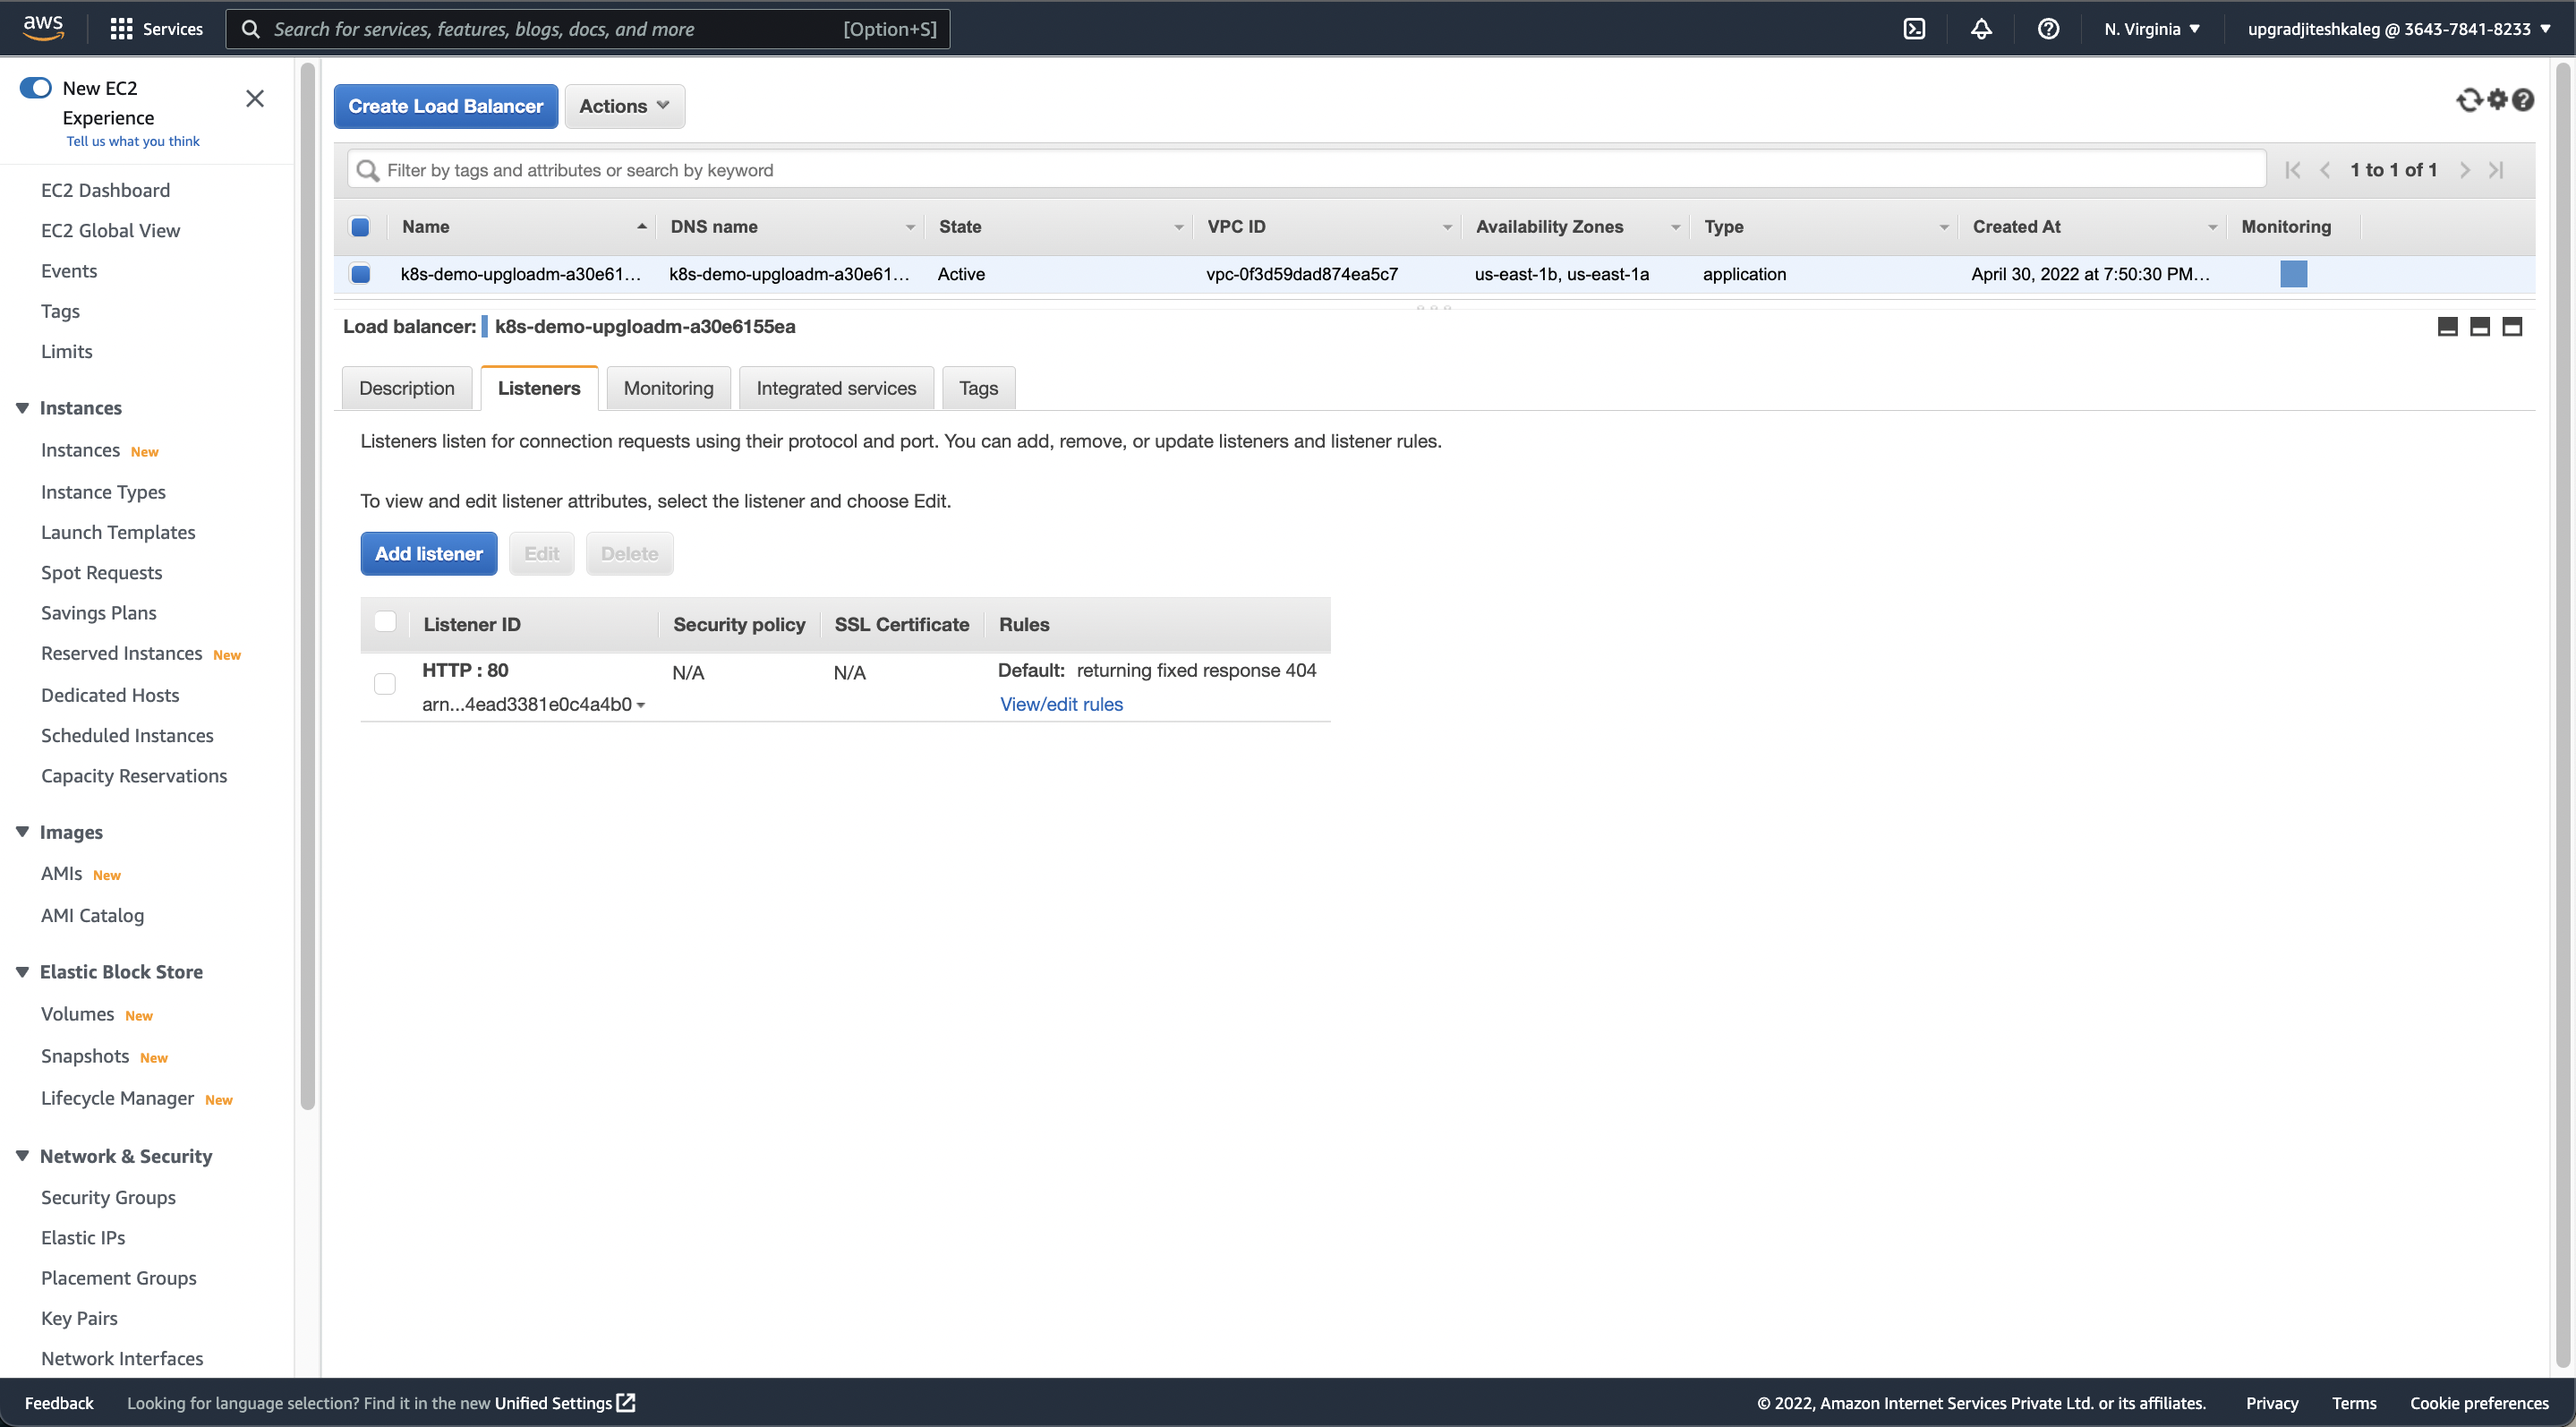 aws
Services
Search for services, features, blogs, docs, and more [Option+S]
N. Virginia
upgradjiteshkaleg @ 3643-7841-8233
New EC2
Experience
Tell us what you think
EC2 Dashboard
EC2 Global View
Events
Tags
Limits
Instances
Instances New
Instance Types
Launch Templates
Spot Requests
Savings Plans
Reserved Instances New
Dedicated Hosts
Scheduled Instances
Capacity Reservations
Images
AMIs New
AMI Catalog
Elastic Block Store
Volumes New
Snapshots New
Lifecycle Manager New
Network & Security
Security Groups
Elastic IPs
Placement Groups
Key Pairs
Network Interfaces
Create Load Balancer Actions
Filter by tags and attributes or search by keyword
1 to 1 of 1
Name DNS name State VPC ID Availability Zones Type Created At Monitoring
k8s-demo-upgloadm-a30e61... k8s-demo-upgloadm-a30e61... Active vpc-0f3d59dad874ea5c7 us-east-1b, us-east-1a application April 30, 2022 at 7:50:30 PM...
Load balancer: k8s-demo-upgloadm-a30e6155ea
Description Listeners Monitoring Integrated services Tags
Listeners listen for connection requests using their protocol and port. You can add, remove, or update listeners and listener rules.
To view and edit listener attributes, select the listener and choose Edit.
Add listener Edit Delete
Listener ID Security policy SSL Certificate Rules
HTTP : 80 N/A N/A Default: returning fixed response 404
arn...4ead3381e0c4a4b0 View/edit rules
Feedback Looking for language selection? Find it in the new Unified Settings
© 2022, Amazon Internet Services Private Ltd. or its affiliates. Privacy Terms Cookie preferences